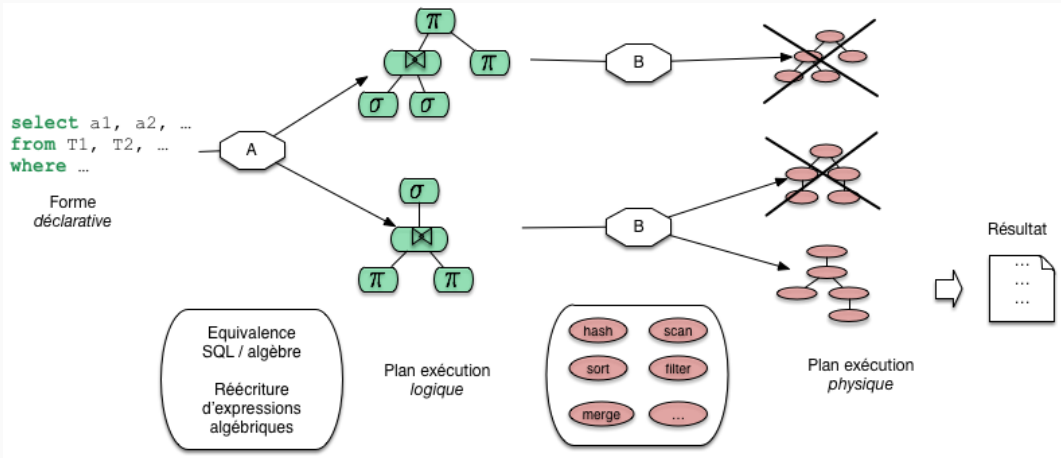 select a1, a2, …
from T1, T2, …
where …
Forme
déclarative
A
π
⋈
π
σ
σ
σ
⋈
π
π
B
B
Résultat
…
…
…
Equivalence
SQL / algèbre
Réécriture
d'expressions
algébriques
Plan exécution
logique
hash
scan
sort
filter
merge
…
Plan exécution
physique